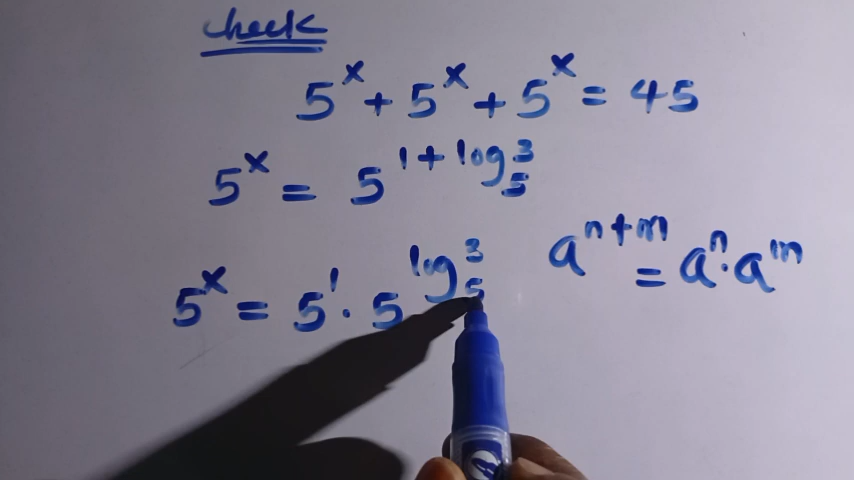 check
5^x + 5^x + 5^x = 45
5^x = 5^(1 + log_5 3)
a^(n+m) = a^n · a^m
5^x = 5^1 · 5^(log_5 3)